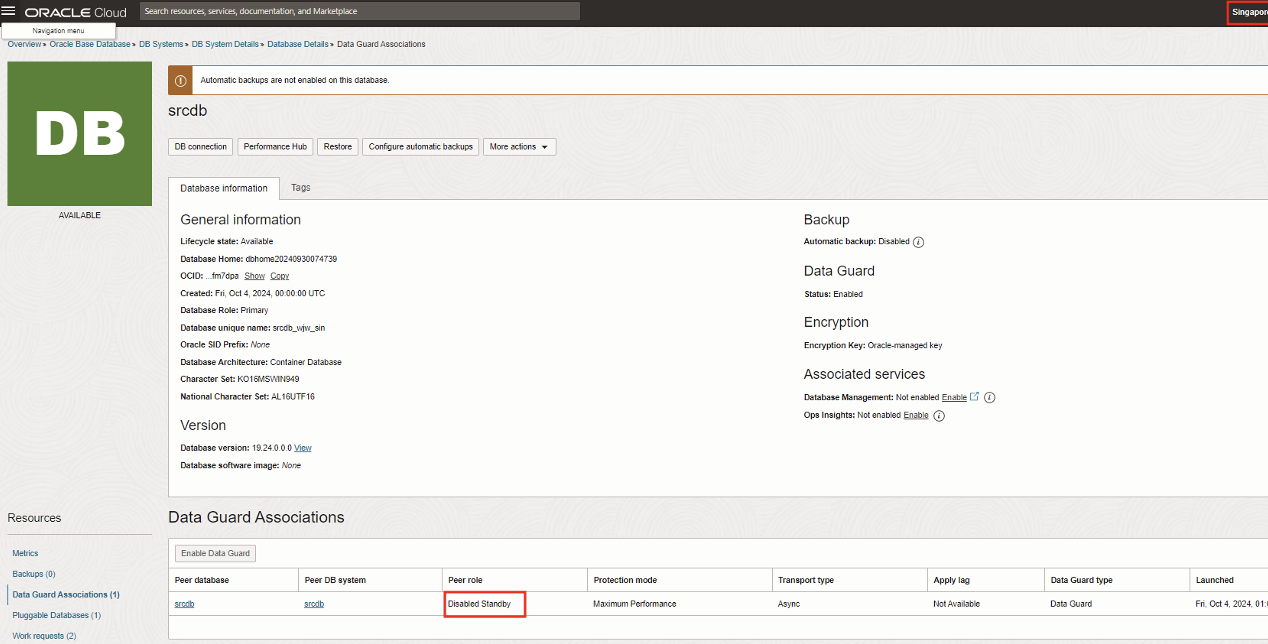 ORACLE Cloud
Search resources, services, documentation, and Marketplace
Singapor
Navigation menu
Overview » Oracle Base Database » DB Systems » DB System Details » Database Details » Data Guard Associations
DB
AVAILABLE
Automatic backups are not enabled on this database.
srcdb
DB connection
Performance Hub
Restore
Configure automatic backups
More actions
Database information
Tags
General information
Lifecycle state: Available
Database Home: dbhome20240930074739
OCID: ...fm7dpa Show Copy
Created: Fri, Oct 4, 2024, 00:00:00 UTC
Database Role: Primary
Database unique name: srcdb_wjw_sin
Oracle SID Prefix: None
Database Architecture: Container Database
Character Set: KO16MSWIN949
National Character Set: AL16UTF16
Version
Database version: 19.24.0.0.0 View
Database software image: None
Backup
Automatic backup: Disabled
Data Guard
Status: Enabled
Encryption
Encryption Key: Oracle-managed key
Associated services
Database Management: Not enabled Enable
Ops Insights: Not enabled Enable
Resources
Metrics
Backups (0)
Data Guard Associations (1)
Pluggable Databases (1)
Work requests (2)
Data Guard Associations
Enable Data Guard
Peer database Peer DB system Peer role Protection mode Transport type Apply lag Data Guard type Launched
srcdb srcdb Disabled Standby Maximum Performance Async Not Available Data Guard Fri, Oct 4, 2024, 01:0